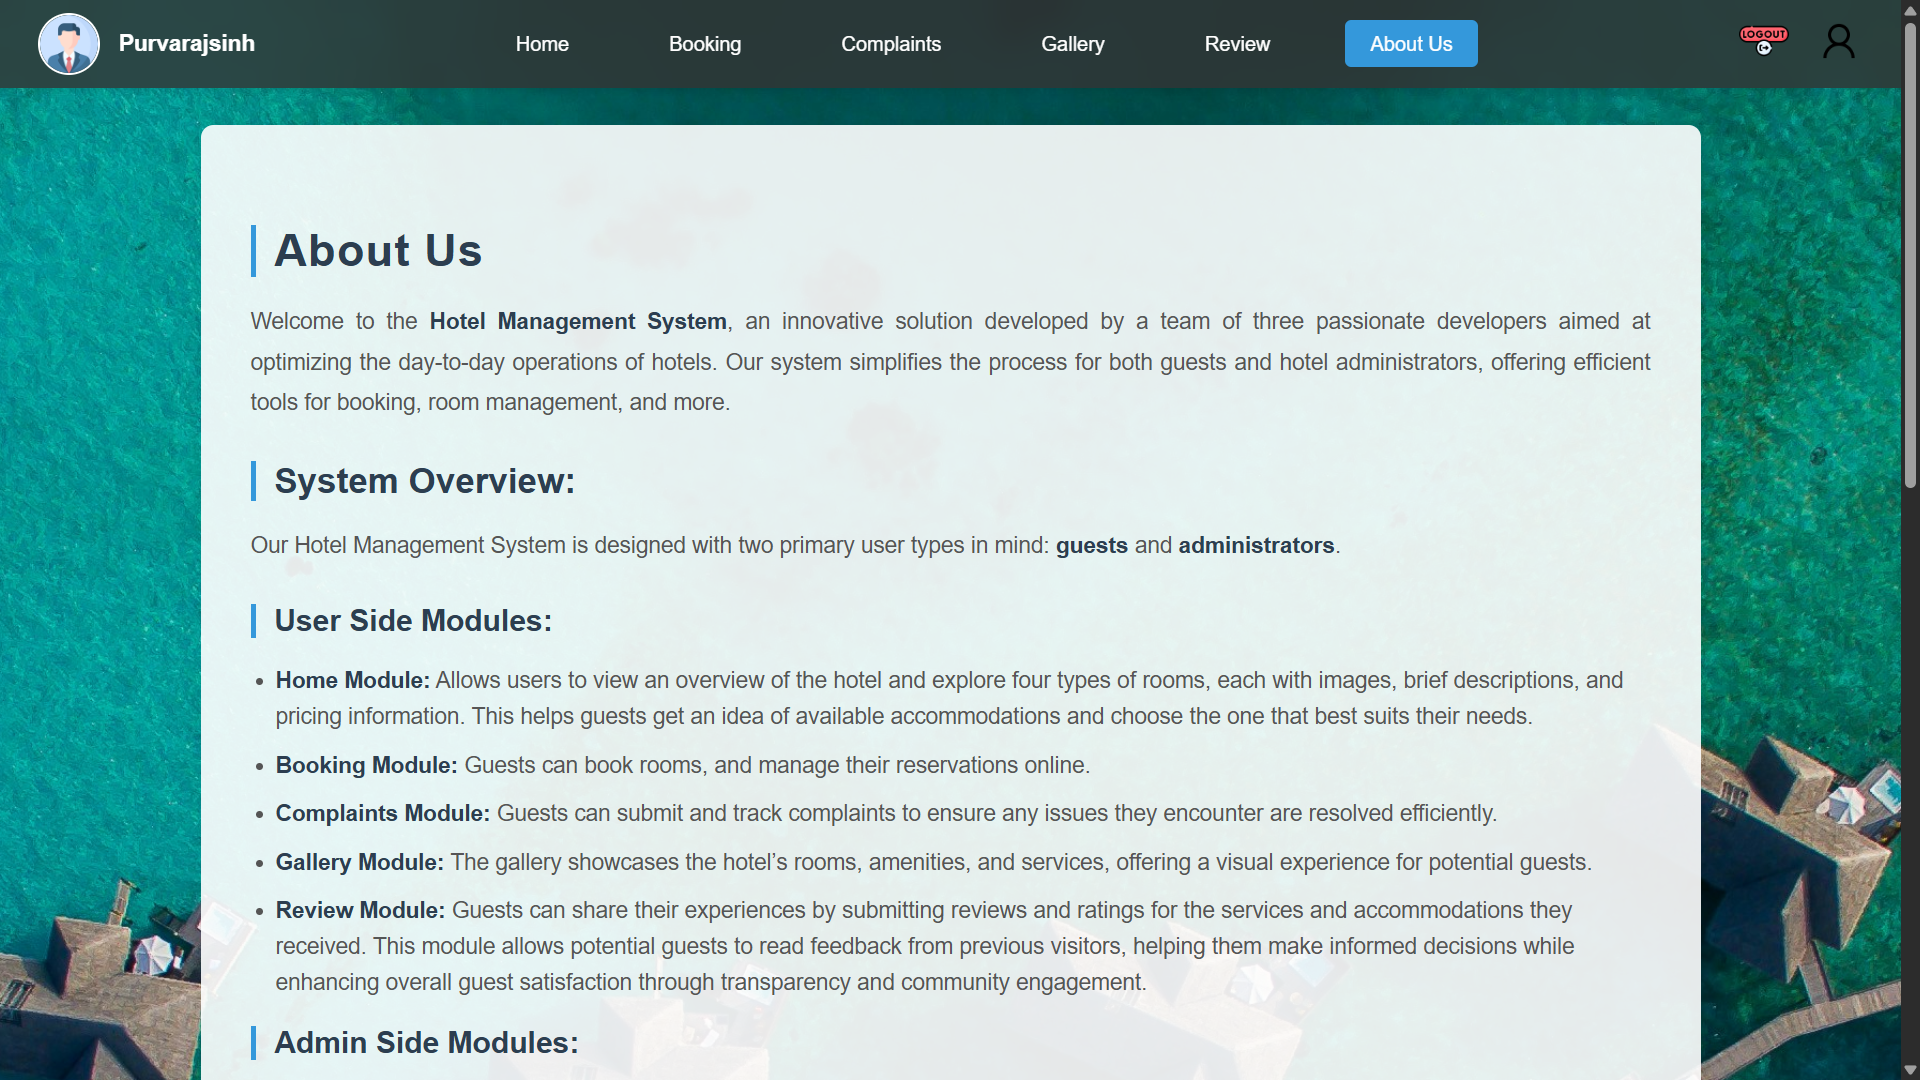 Purvarajsinh
Home
Booking
Complaints
Gallery
Review
About Us
LOGOUT
About Us
Welcome to the Hotel Management System, an innovative solution developed by a team of three passionate developers aimed at
optimizing the day-to-day operations of hotels. Our system simplifies the process for both guests and hotel administrators, offering efficient
tools for booking, room management, and more.
System Overview:
Our Hotel Management System is designed with two primary user types in mind: guests and administrators.
User Side Modules:
• Home Module: Allows users to view an overview of the hotel and explore four types of rooms, each with images, brief descriptions, and
pricing information. This helps guests get an idea of available accommodations and choose the one that best suits their needs.
• Booking Module: Guests can book rooms, and manage their reservations online.
• Complaints Module: Guests can submit and track complaints to ensure any issues they encounter are resolved efficiently.
• Gallery Module: The gallery showcases the hotel’s rooms, amenities, and services, offering a visual experience for potential guests.
• Review Module: Guests can share their experiences by submitting reviews and ratings for the services and accommodations they
received. This module allows potential guests to read feedback from previous visitors, helping them make informed decisions while
enhancing overall guest satisfaction through transparency and community engagement.
Admin Side Modules: